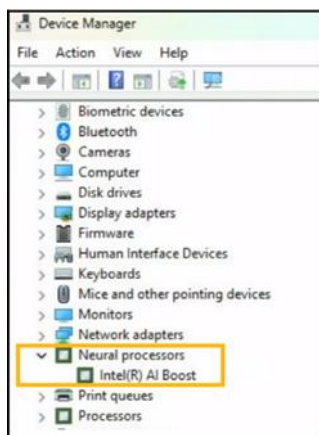 Device Manager
File Action View Help
Biometric devices
Bluetooth
Cameras
Computer
Disk drives
Display adapters
Firmware
Human Interface Devices
Keyboards
Mice and other pointing devices
Monitors
Network adapters
Neural processors
Intel(R) AI Boost
Print queues
Processors